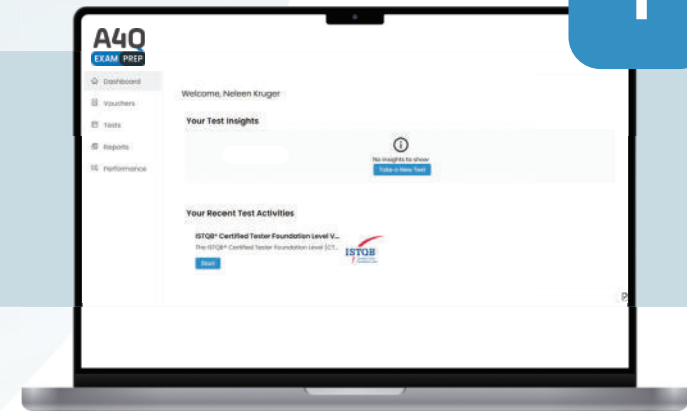 A4Q
EXAM PREP
Dashboard
Vouchers
Tests
Reports
Performance
Welcome, Neleen Kruger
Your Test Insights
No insights to show
Take a New Test
Your Recent Test Activities
ISTQB® Certified Tester Foundation Level V...
The ISTQB® Certified Tester Foundation Level (CT...
Start
ISTQB